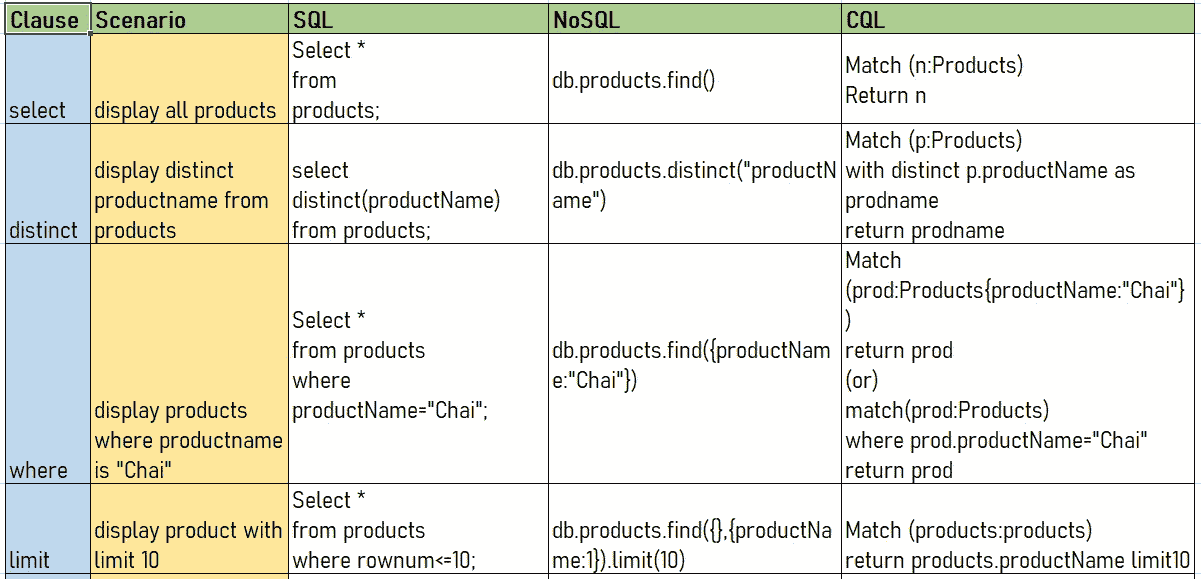 Clause Scenario SQL NoSQL CQL
select
display all products
Select *
from
products;
db.products.find()
Match (n:Products)
Return n
distinct
display distinct
productname from
products
select
distinct(productName)
from products;
db.products.distinct("productN
ame")
Match (p:Products)
with distinct p.productName as
prodname
return prodname
where
display products
where productname
is "Chai"
Select *
from products
where
productName="Chai";
db.products.find({productNam
e:"Chai"})
Match
(prod:Products{productName:"Chai"}
)
return prod
(or)
match(prod:Products)
where prod.productName="Chai"
return prod
limit
display product with
limit 10
Select *
from products
where rownum<=10;
db.products.find({},{productNa
me:1}).limit(10)
Match (products:products)
return products.productName limit10